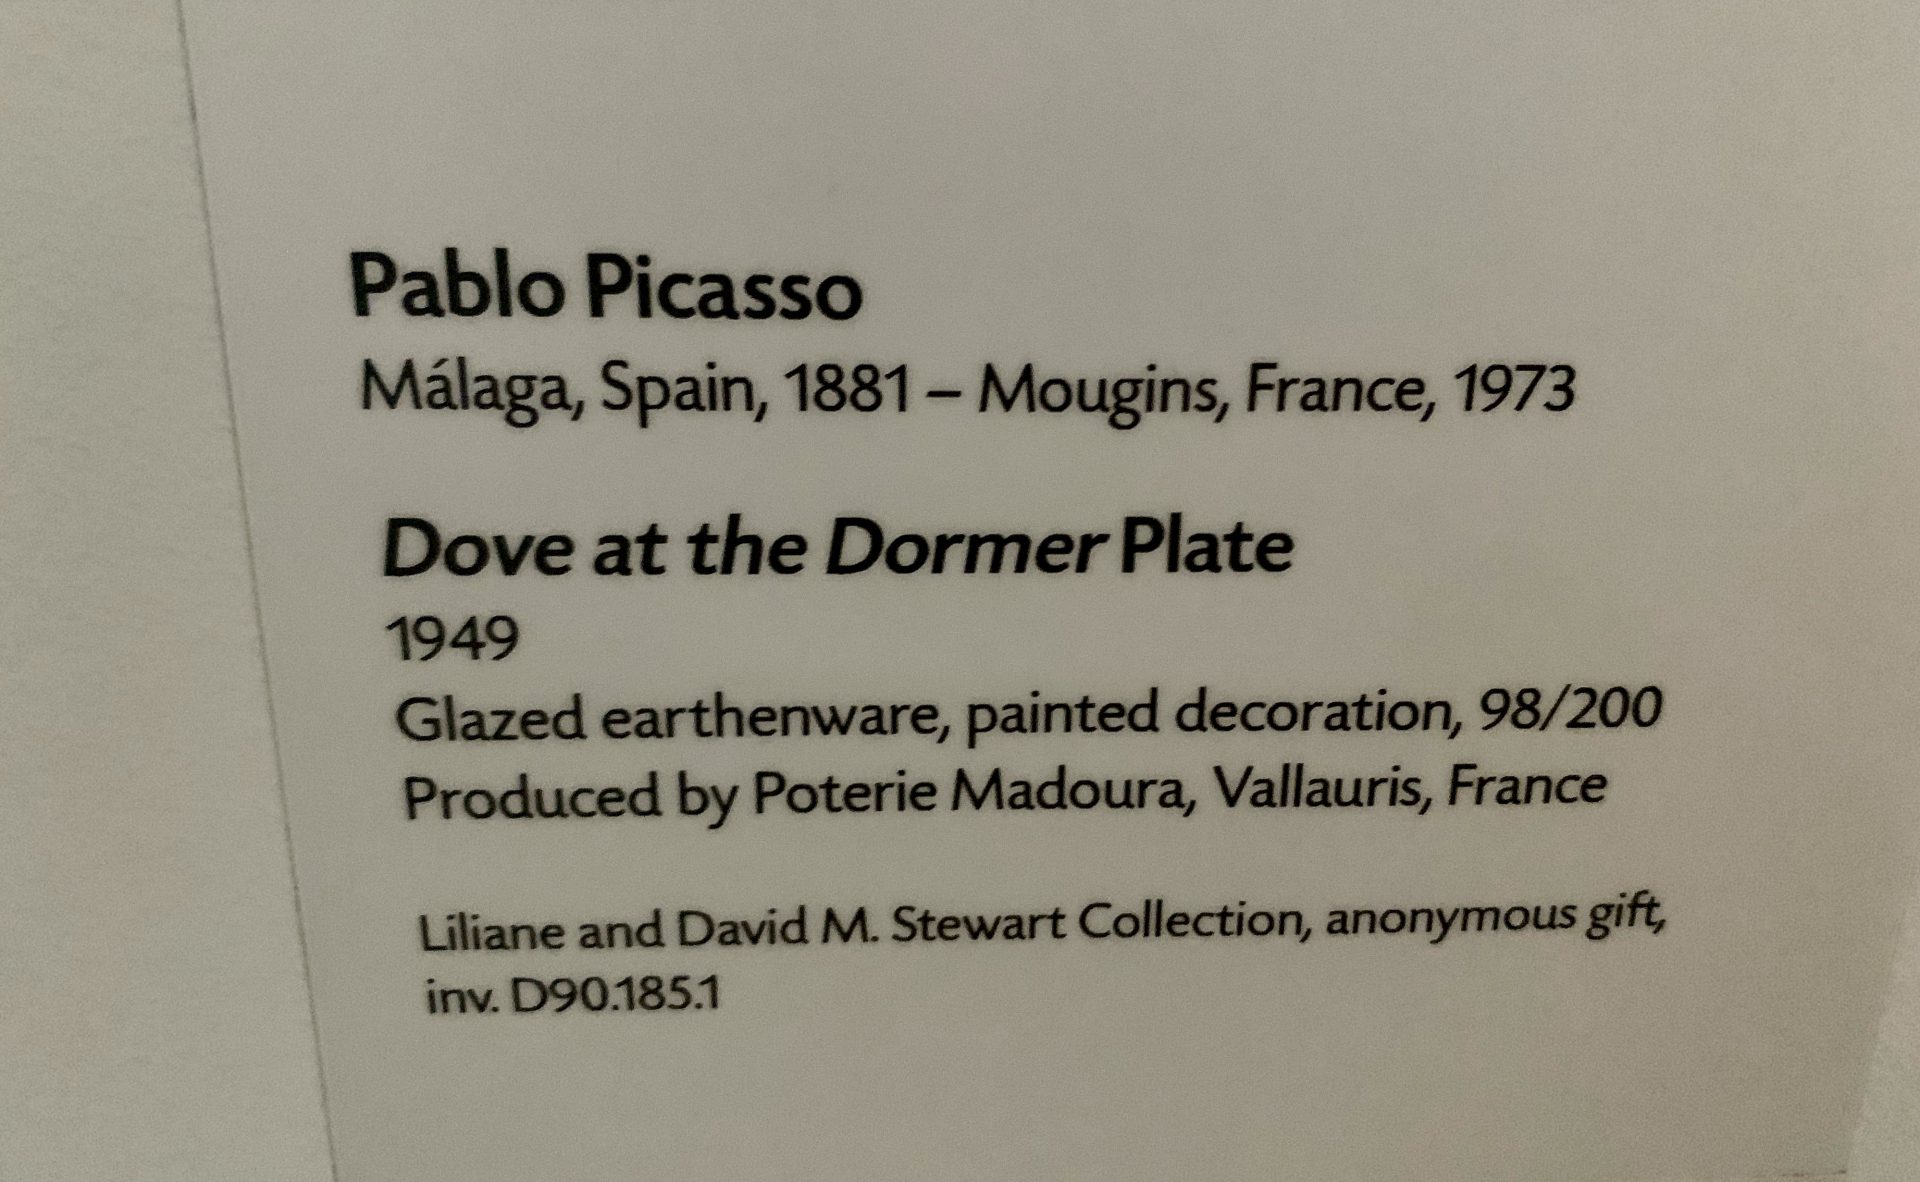 Pablo Picasso
Málaga, Spain, 1881 – Mougins, France, 1973
Dove at the Dormer Plate
1949
Glazed earthenware, painted decoration, 98/200
Produced by Poterie Madoura, Vallauris, France
Liliane and David M. Stewart Collection, anonymous gift,
inv. D90.185.1